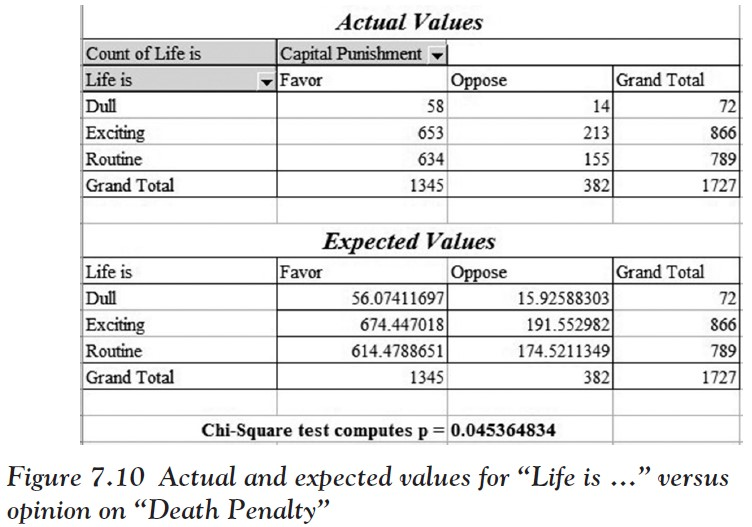 Actual Values
Count of Life is Capital Punishment
Life is Favor Oppose Grand Total
Dull 58 14 72
Exciting 653 213 866
Routine 634 155 789
Grand Total 1345 382 1727
Expected Values
Life is Favor Oppose Grand Total
Dull 56.07411697 15.92588303 72
Exciting 674.447018 191.552982 866
Routine 614.4788651 174.5211349 789
Grand Total 1345 382 1727
Chi-Square test computes p = 0.045364834
Figure 7.10 Actual and expected values for “Life is …” versus
opinion on “Death Penalty”